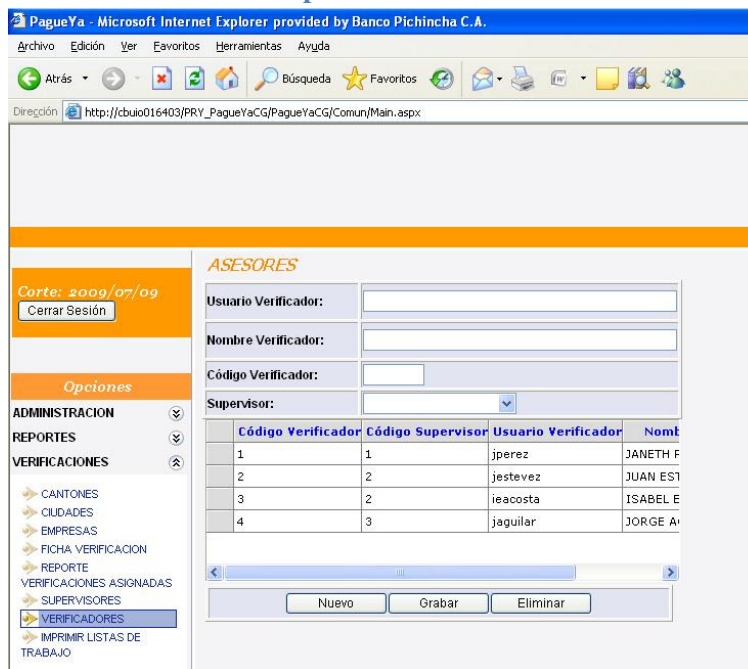 PagueYa - Microsoft Internet Explorer provided by Banco Pichincha C.A.
Archivo Edición Ver Favoritos Herramientas Ayuda
Atrás Búsqueda Favoritos
Dirección http://cbuio016403/PRY_PagueYaCG/PagueYaCG/Comun/Main.aspx
ASESORES
Corte: 2009/07/09
Cerrar Sesión
Usuario Verificador:
Nombre Verificador:
Código Verificador:
Supervisor:
Opciones
ADMINISTRACION
REPORTES
VERIFICACIONES
CANTONES
CIUDADES
EMPRESAS
FICHA VERIFICACION
REPORTE
VERIFICACIONES ASIGNADAS
SUPERVISORES
VERIFICADORES
IMPRIMIR LISTAS DE
TRABAJO
Código Verificador Código Supervisor Usuario Verificador
1 1 jperez JANETH
2 2 jestevez JUAN EST
3 2 ieacosta ISABEL E
4 3 jaguilar JORGE
Nuevo Grabar Eliminar